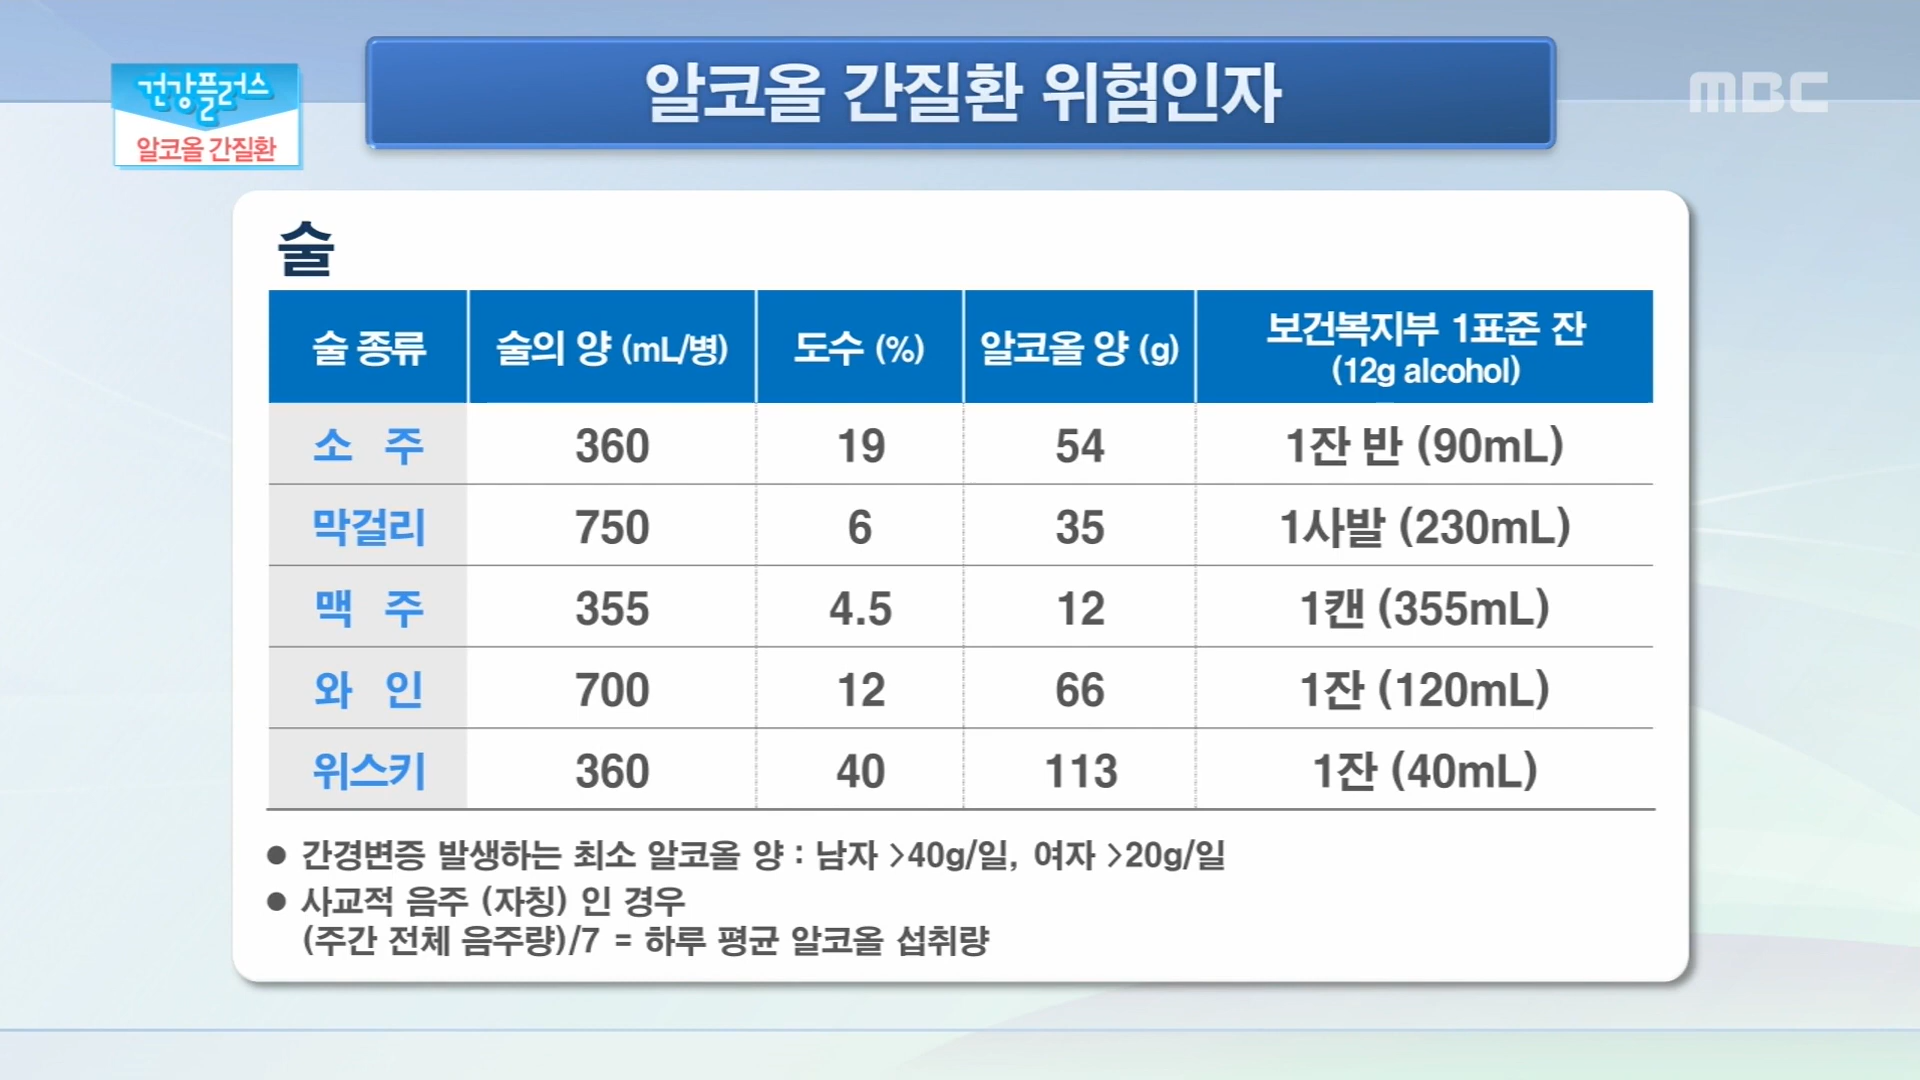 건강플러스
알코올 간질환
알코올 간질환 위험인자
MBC
술
술 종류 술의 양 (mL/병) 도수 (%) 알코올 양 (g) 보건복지부 1표준 잔
(12g alcohol)
소 주 360 19 54 1잔 반 (90mL)
막걸리 750 6 35 1사발 (230mL)
맥 주 355 4.5 12 1캔 (355mL)
와 인 700 12 66 1잔 (120mL)
위스키 360 40 113 1잔 (40mL)
● 간경변증 발생하는 최소 알코올 양 : 남자 >40g/일, 여자 >20g/일
● 사교적 음주 (자칭) 인 경우
(주간 전체 음주량)/7 = 하루 평균 알코올 섭취량